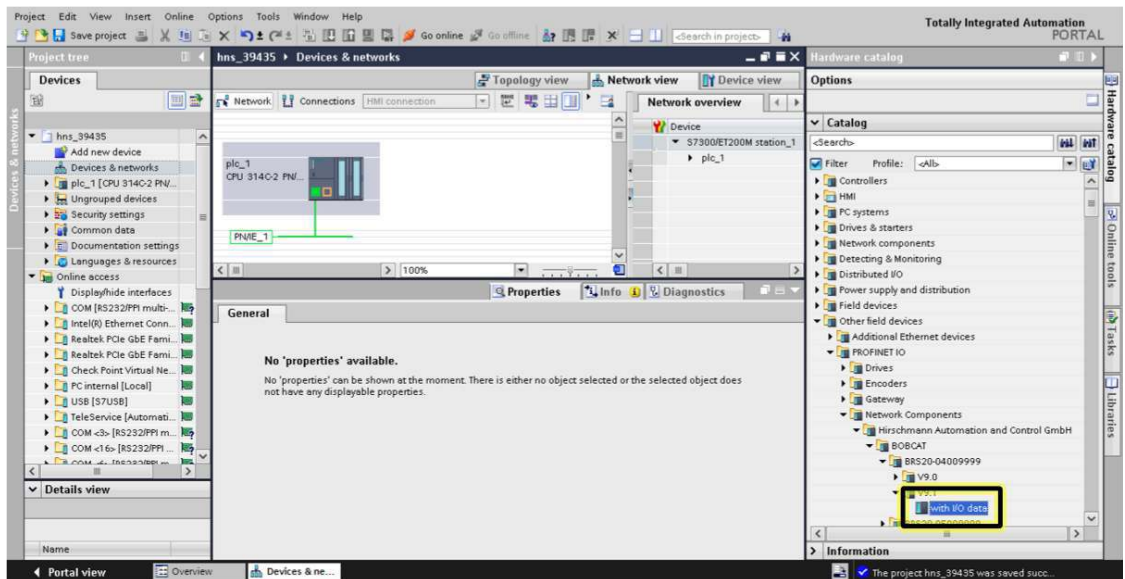 Project Edit View Insert Online Options Tools Window Help
Totally Integrated Automation
PORTAL
Save project Go online Go offline <Search in project>
Project tree
hns_39435 ▸ Devices & networks
Hardware catalog
Devices
Topology view Network view Device view
Options
Network Connections HMI connection
Network overview
Catalog
Device
<Search>
hns_39435
Add new device
Devices & networks
plc_1 [CPU 314C-2 PN/...
Ungrouped devices
Security settings
Common data
Documentation settings
Languages & resources
Online access
Display/hide interfaces
COM [RS232/PPI multi-...
Intel(R) Ethernet Conn...
Realtek PCIe GbE Fami...
Realtek PCIe GbE Fami...
Check Point Virtual Ne...
PC internal [Local]
USB [S7USB]
TeleService [Automati...
COM <3> [RS232/PPI m...
COM <16> [RS232/PPI ...
Details view
Name
plc_1
CPU 314C-2 PN/...
PN/IE_1
100%
S7300/ET200M station_1
plc_1
Properties Info Diagnostics
General
No 'properties' available.
No 'properties' can be shown at the moment. There is either no object selected or the selected object does
not have any displayable properties.
Filter Profile: <All>
Controllers
HMI
PC systems
Drives & starters
Network components
Detecting & Monitoring
Distributed I/O
Power supply and distribution
Field devices
Other field devices
Additional Ethernet devices
PROFINET IO
Drives
Encoders
Gateway
Network Components
Hirschmann Automation and Control GmbH
BOBCAT
BRS20-04009999
V9.0
V9.1
with I/O data
Information
Devices & networks
Hardware catalog
Online tools
Tasks
Libraries
Portal view Overview Devices & ne...
The project hns_39435 was saved succ...